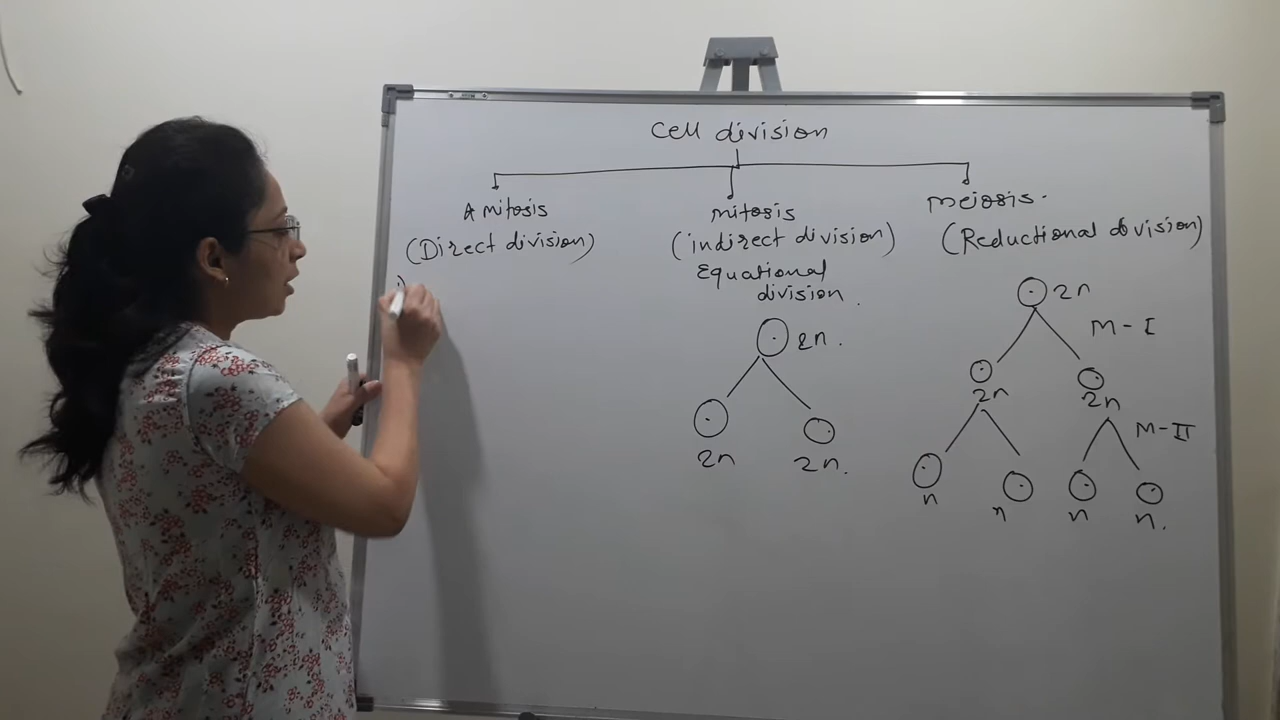 Cell division
Amitosis
(Direct division)
mitosis
(indirect division)
Equational
division.
2n.
2n
2n.
meiosis.
(Reductional division)
2n
M-I
2n
2n
M-II
n
n
n
n.